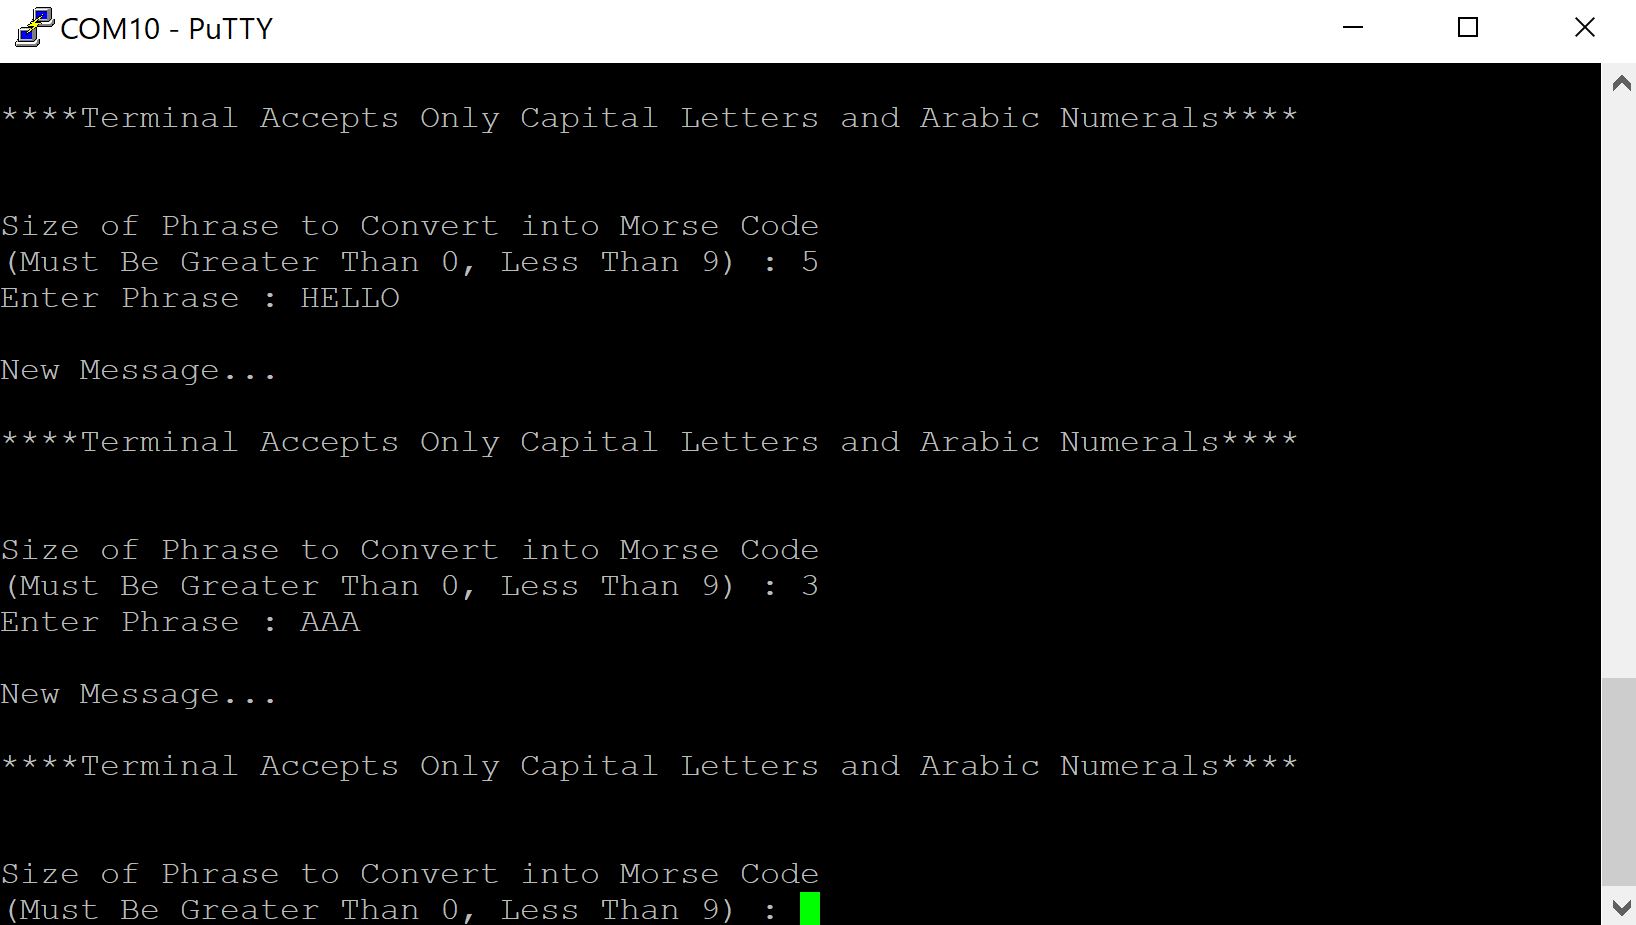 COM10 - PuTTY
****Terminal Accepts Only Capital Letters and Arabic Numerals****
Size of Phrase to Convert into Morse Code
(Must Be Greater Than 0, Less Than 9) : 5
Enter Phrase : HELLO
New Message...
****Terminal Accepts Only Capital Letters and Arabic Numerals****
Size of Phrase to Convert into Morse Code
(Must Be Greater Than 0, Less Than 9) : 3
Enter Phrase : AAA
New Message...
****Terminal Accepts Only Capital Letters and Arabic Numerals****
Size of Phrase to Convert into Morse Code
(Must Be Greater Than 0, Less Than 9) :